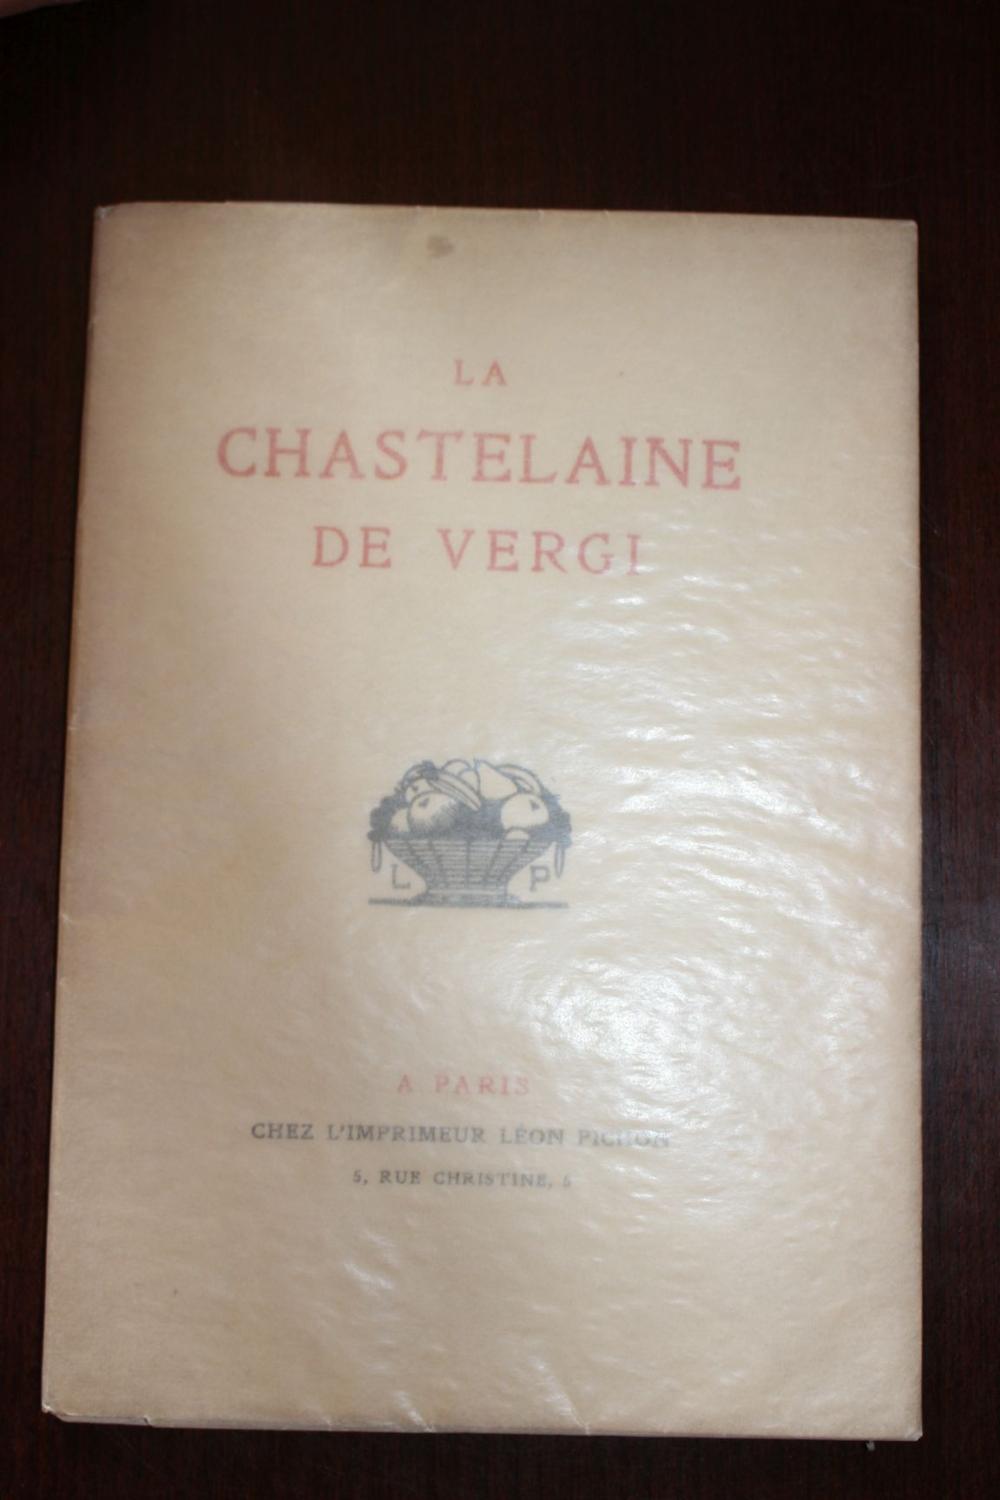 LA
CHASTELAINE
DE VERGI
L P
A PARIS
CHEZ L'IMPRIMEUR LÉON PICHON
5, RUE CHRISTINE, 5